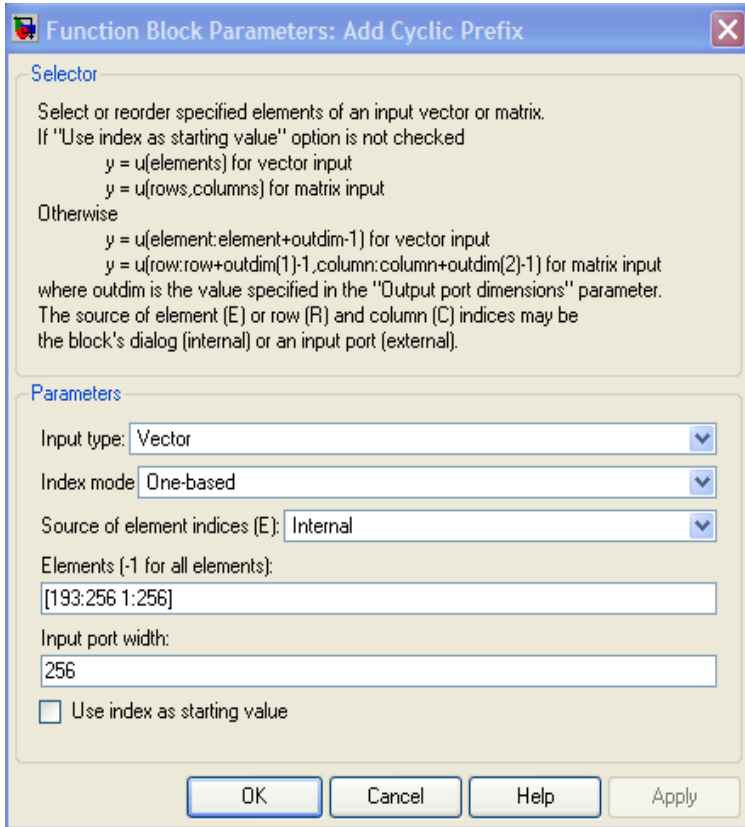 Function Block Parameters: Add Cyclic Prefix
Selector
Select or reorder specified elements of an input vector or matrix.
If "Use index as starting value" option is not checked
y = u(elements) for vector input
y = u(rows,columns) for matrix input
Otherwise
y = u(element:element+outdim-1) for vector input
y = u(row:row+outdim(1)-1,column:column+outdim(2)-1) for matrix input
where outdim is the value specified in the "Output port dimensions" parameter.
The source of element (E) or row (R) and column (C) indices may be
the block's dialog (internal) or an input port (external).
Parameters
Input type: Vector
Index mode One-based
Source of element indices (E): Internal
Elements (-1 for all elements):
[193:256 1:256]
Input port width:
256
Use index as starting value
OK Cancel Help Apply